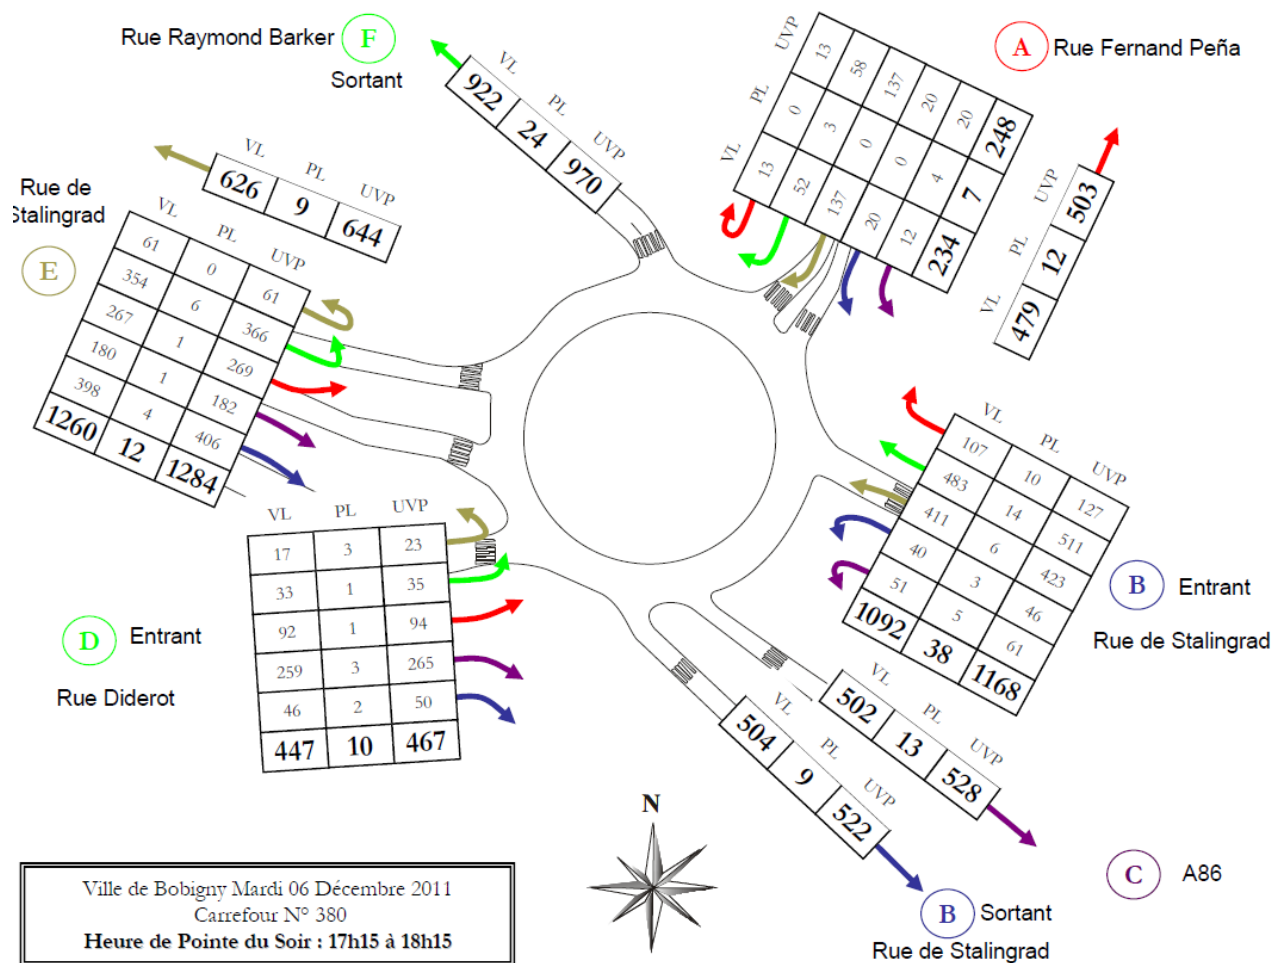 Rue Raymond Barker F
Sortant
VL PL UVP
922 24 970
VL PL UVP
626 9 644
UVP 13 58 137 20 20 248
PL 0 3 0 0 4 7
VL 13 52 137 20 12 234
A Rue Fernand Peña
UVP 503
PL 12
VL 479
Rue de
Stalingrad
E
VL PL UVP
61 0 61
354 6 366
267 1 269
180 1 182
398 4 406
1260 12 1284
VL PL UVP
107 10 127
483 14 511
411 6 423
40 3 46
51 5 61
1092 38 1168
B Entrant
Rue de Stalingrad
VL PL UVP
17 3 23
33 1 35
92 1 94
259 3 265
46 2 50
447 10 467
D Entrant
Rue Diderot
VL PL UVP
502 13 528
VL PL UVP
504 9 522
N
C A86
B Sortant
Rue de Stalingrad
Ville de Bobigny Mardi 06 Décembre 2011
Carrefour N° 380
Heure de Pointe du Soir : 17h15 à 18h15